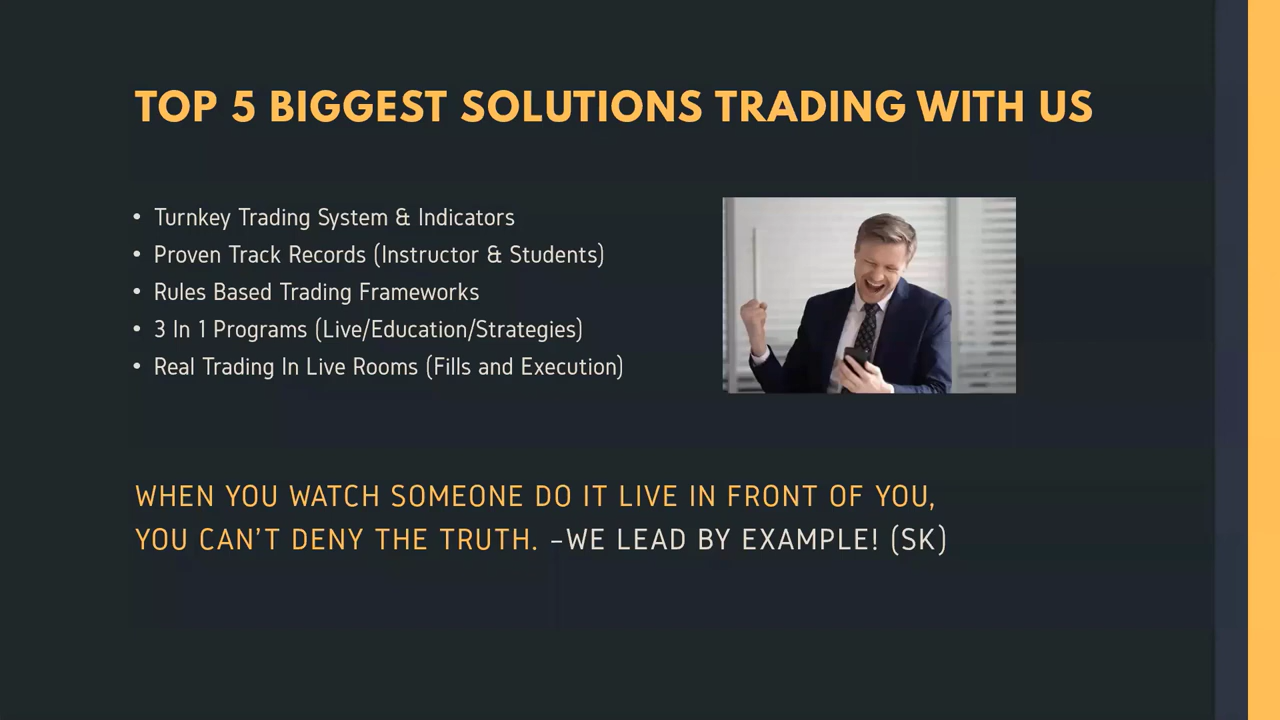 TOP 5 BIGGEST SOLUTIONS TRADING WITH US
• Turnkey Trading System & Indicators
• Proven Track Records (Instructor & Students)
• Rules Based Trading Frameworks
• 3 In 1 Programs (Live/Education/Strategies)
• Real Trading In Live Rooms (Fills and Execution)
WHEN YOU WATCH SOMEONE DO IT LIVE IN FRONT OF YOU,
YOU CAN'T DENY THE TRUTH. –WE LEAD BY EXAMPLE! (SK)